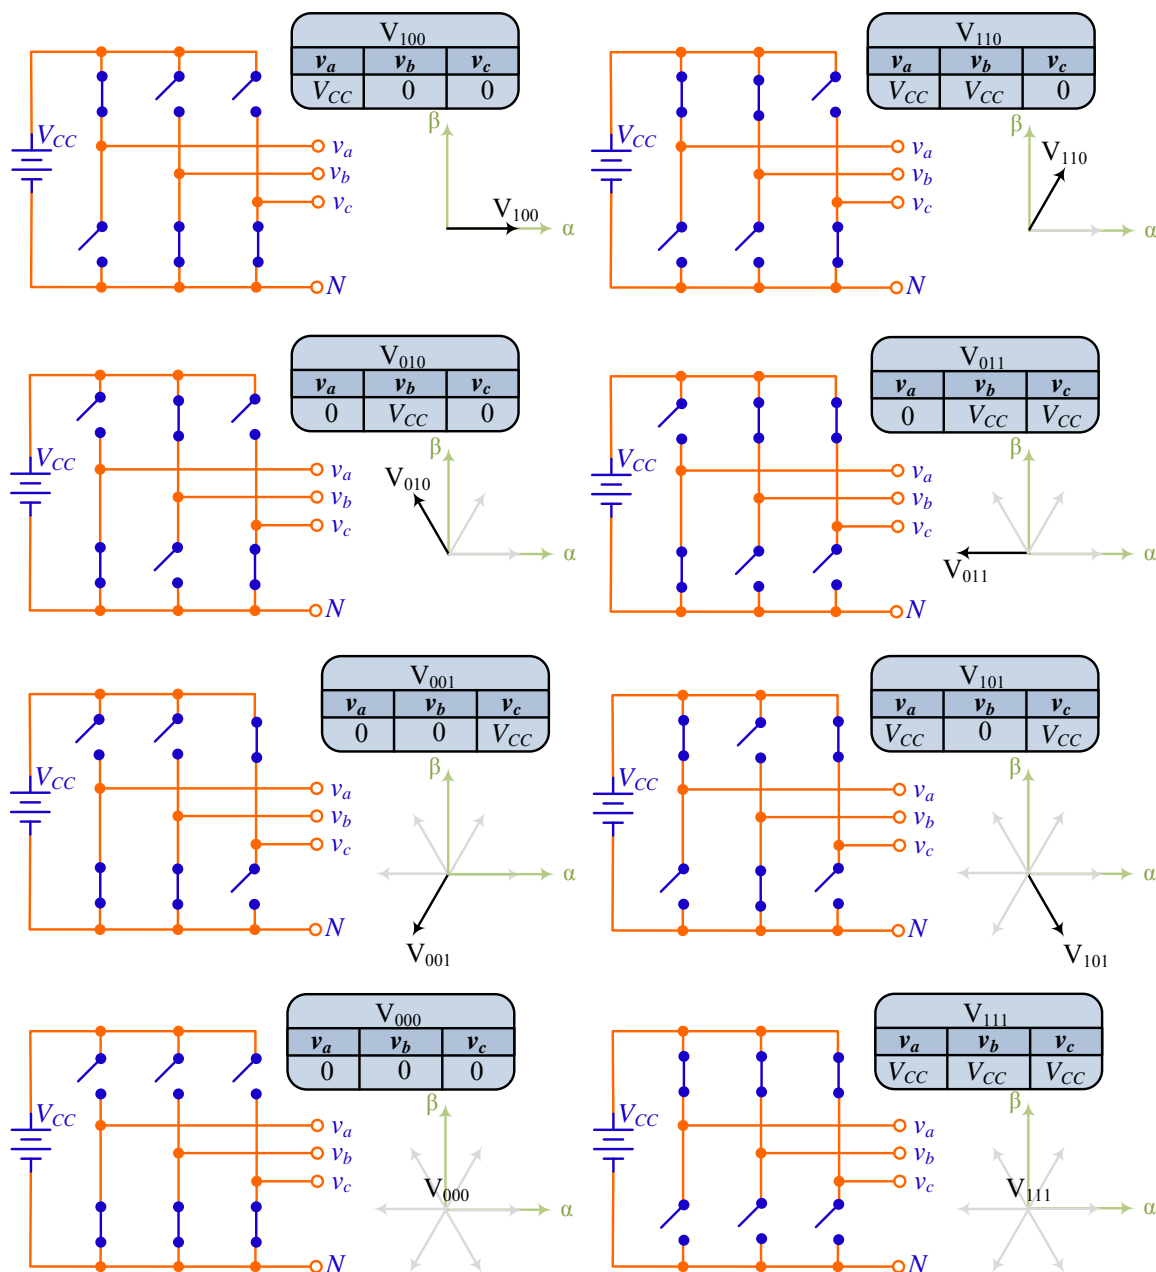 V100
va vb vc
VCC 0 0
β
VCC
va
vb
V100
vc
α
N
V110
va vb vc
VCC VCC 0
β
VCC
va
V110
vb
vc
α
N
V010
va vb vc
0 VCC 0
β
VCC
va
V010
vb
vc
α
N
V011
va vb vc
0 VCC VCC
β
VCC
va
vb
vc
α
V011
N
V001
va vb vc
0 0 VCC
β
VCC
va
vb
vc
α
N
V001
V101
va vb vc
VCC 0 VCC
β
VCC
va
vb
vc
α
N
V101
V000
va vb vc
0 0 0
β
VCC
va
vb
vc
V000
α
N
V111
va vb vc
VCC VCC VCC
β
VCC
va
vb
vc
V111
α
N